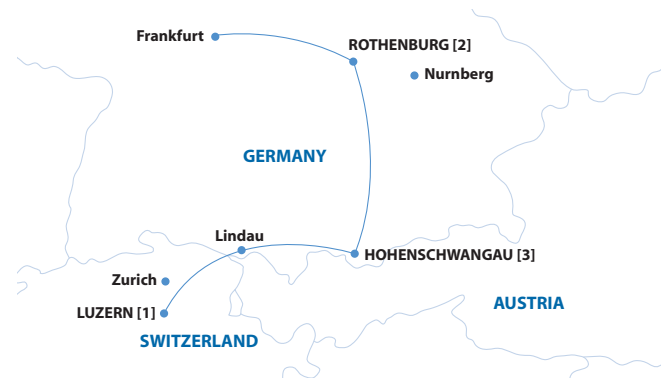 Frankfurt
ROTHENBURG [2]
Nurnberg
GERMANY
Lindau
HOHENSCHWANGAU [3]
Zurich
AUSTRIA
LUZERN [1]
SWITZERLAND